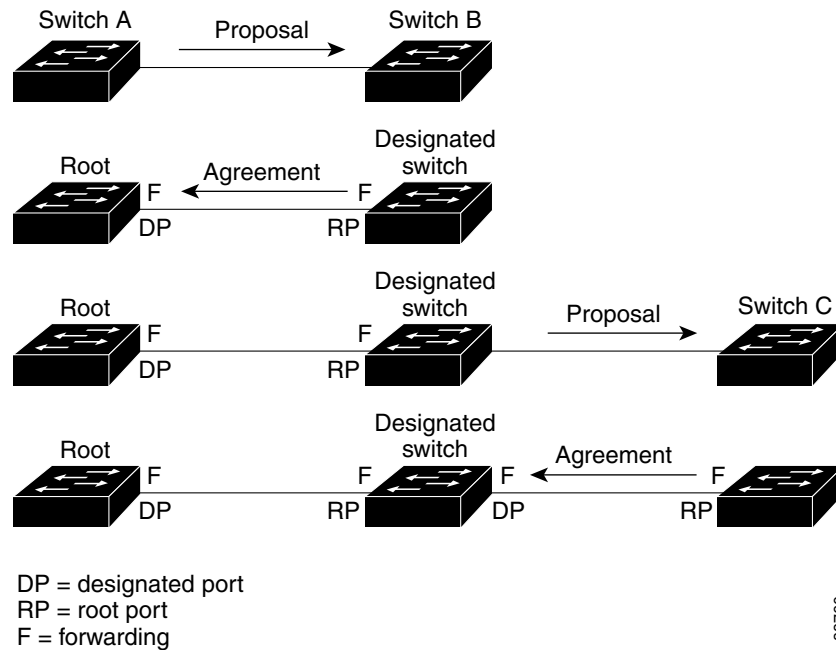 Switch A
Proposal
Switch B
Root
F
DP
Agreement
Designated
switch
F
RP
Root
F
DP
Designated
switch
F
RP
Proposal
Switch C
Root
F
DP
Designated
switch
F
RP
F
DP
Agreement
F
RP
DP = designated port
RP = root port
F = forwarding